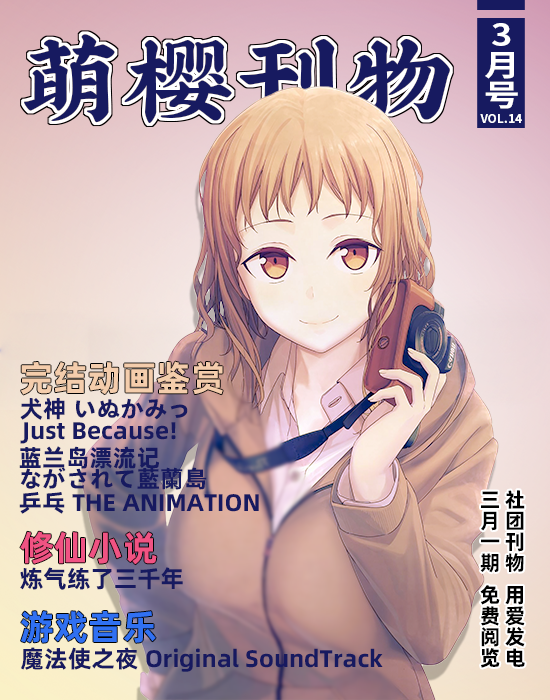 萌樱刊物
3月号
VOL.14
完结动画鉴赏
犬神 いぬかみっ
Just Because!
蓝兰岛漂流记
ながされて藍蘭島
乒乓 THE ANIMATION
修仙小说
炼气练了三千年
游戏音乐
魔法使之夜 Original SoundTrack
社团刊物 用爱发电
三月一期 免费阅览